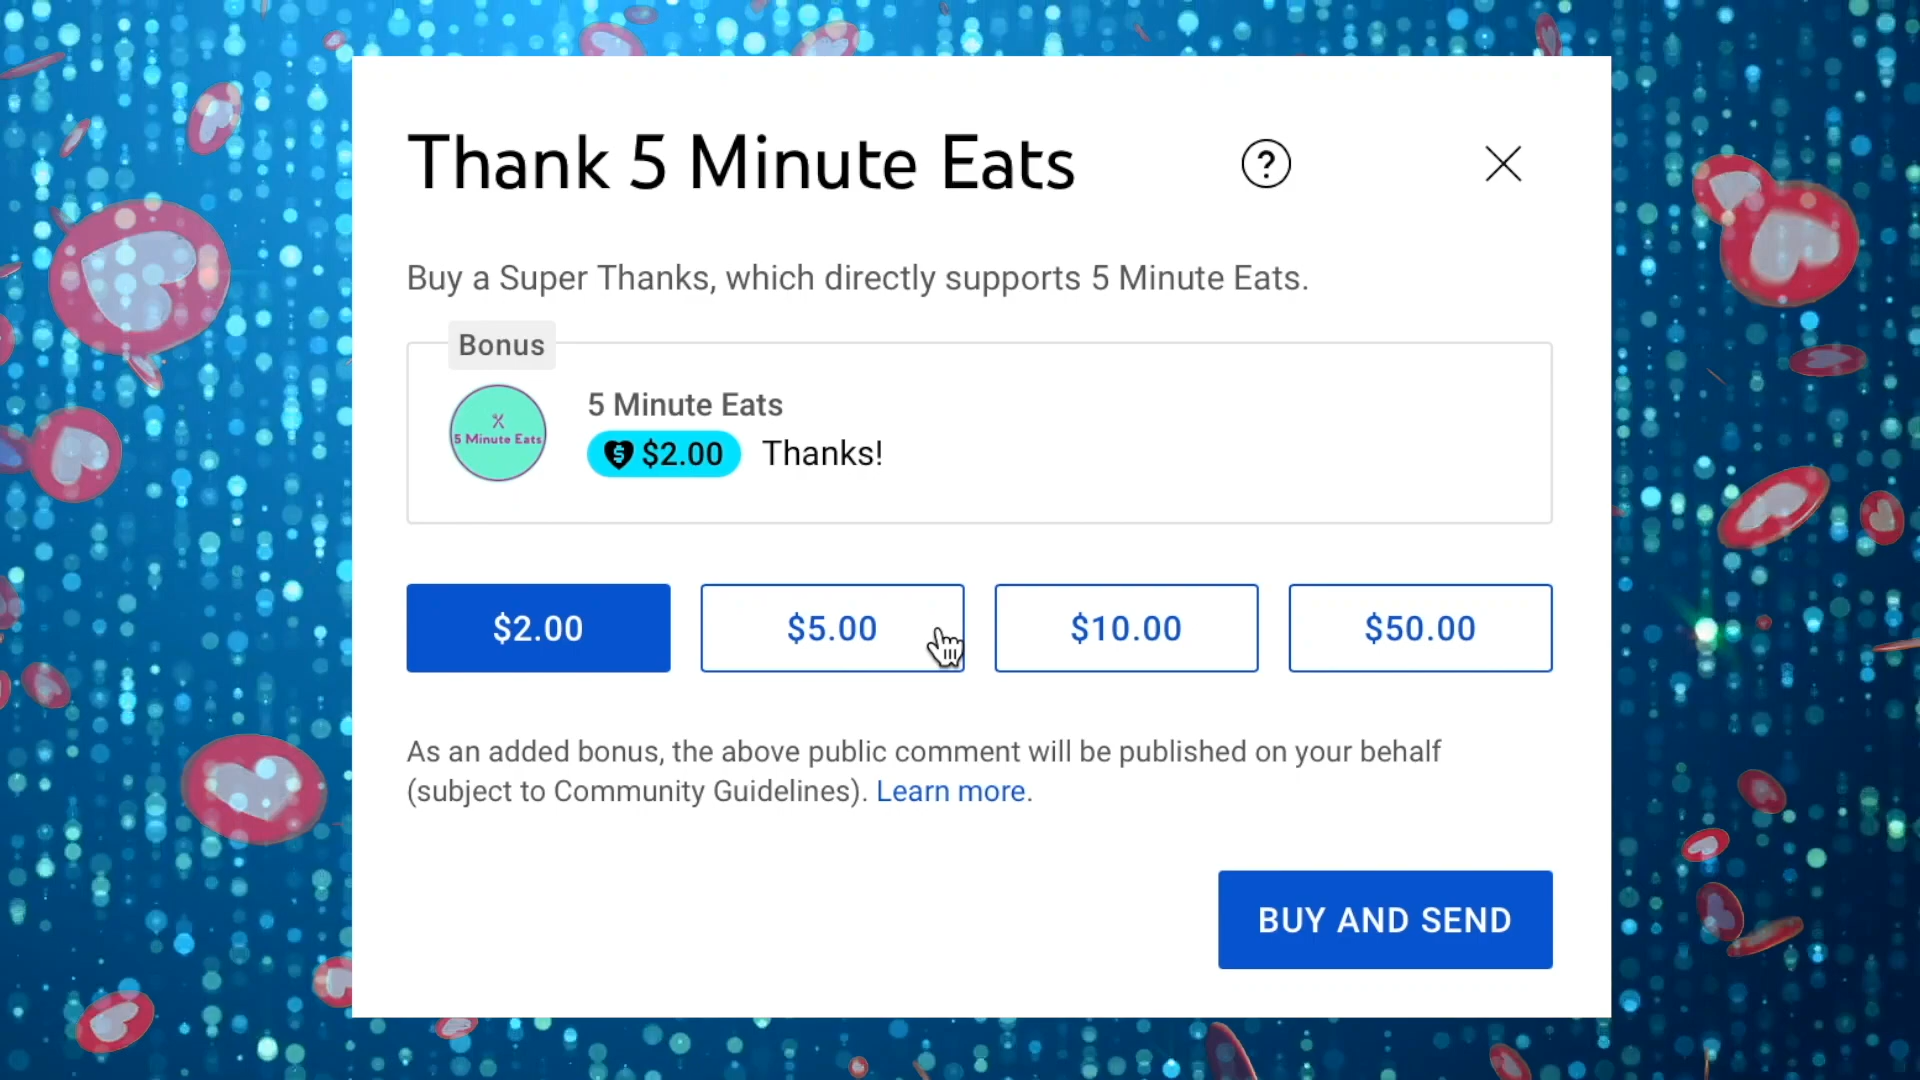 Thank 5 Minute Eats
?
Buy a Super Thanks, which directly supports 5 Minute Eats.
Bonus
5 Minute Eats
5 Minute Eats
$ $2.00 Thanks!
$2.00
$5.00
$10.00
$50.00
As an added bonus, the above public comment will be published on your behalf
(subject to Community Guidelines). Learn more.
BUY AND SEND